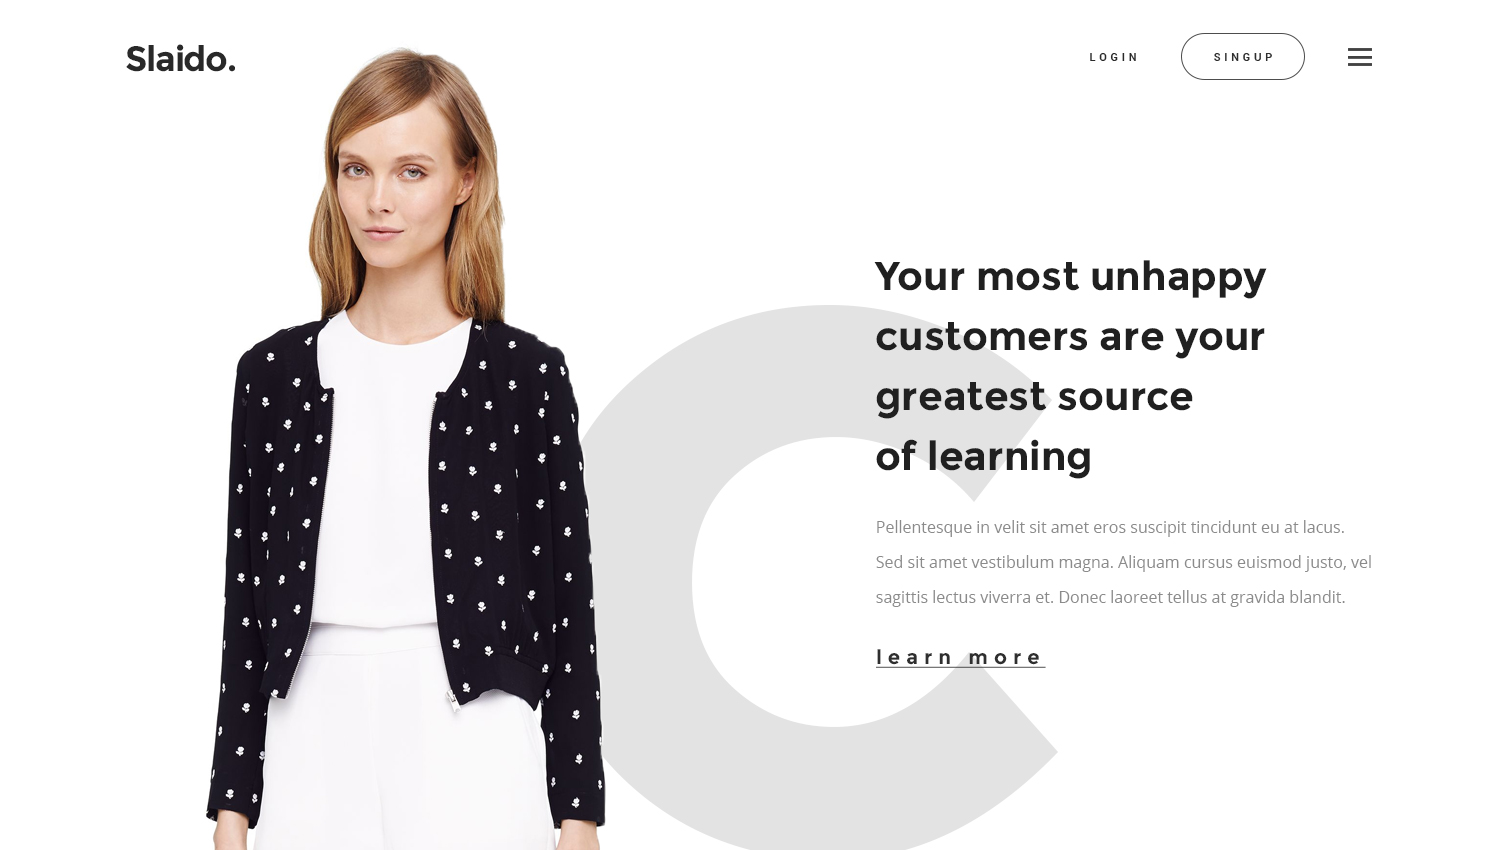 Slaido.
LOGIN
SINGUP
Your most unhappy
customers are your
greatest source
of learning
Pellentesque in velit sit amet eros suscipit tincidunt eu at lacus.
Sed sit amet vestibulum magna. Aliquam cursus euismod justo, vel
sagittis lectus viverra et. Donec laoreet tellus at gravida blandit.
learn more
C